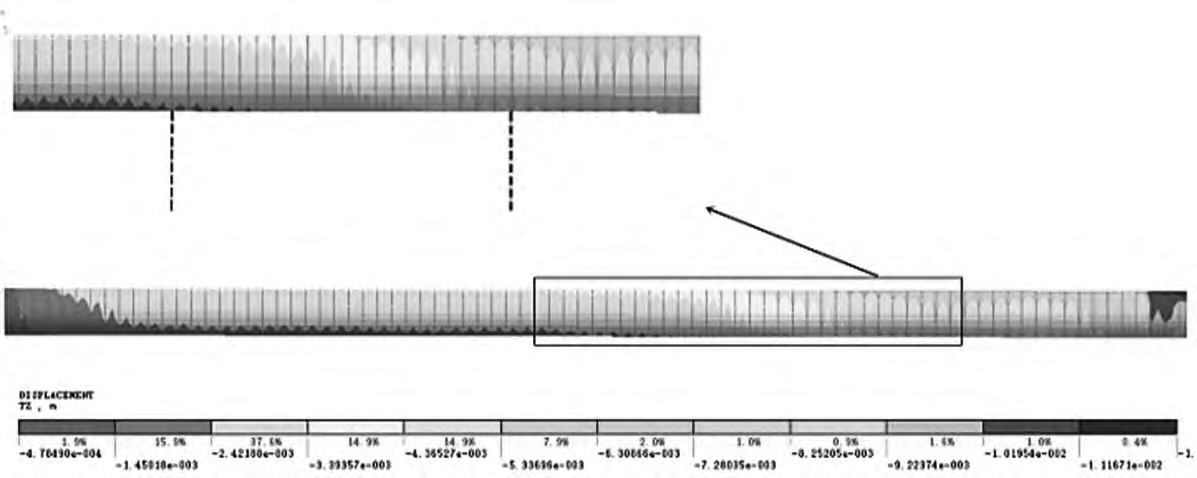 DISPLACEMENT
TZ , m
1.9% 15.5% 37.6% 14.9% 14.9% 7.9% 2.0% 1.0% 0.9% 1.6% 1.0% 0.4%
-4.78490e-004 -2.42188e-003 -4.36527e-003 -6.30866e-003 -8.25205e-003 -1.01954e-002 -1.
-1.45018e-003 -3.39357e-003 -5.33696e-003 -7.28035e-003 -9.22374e-003 -1.11671e-002